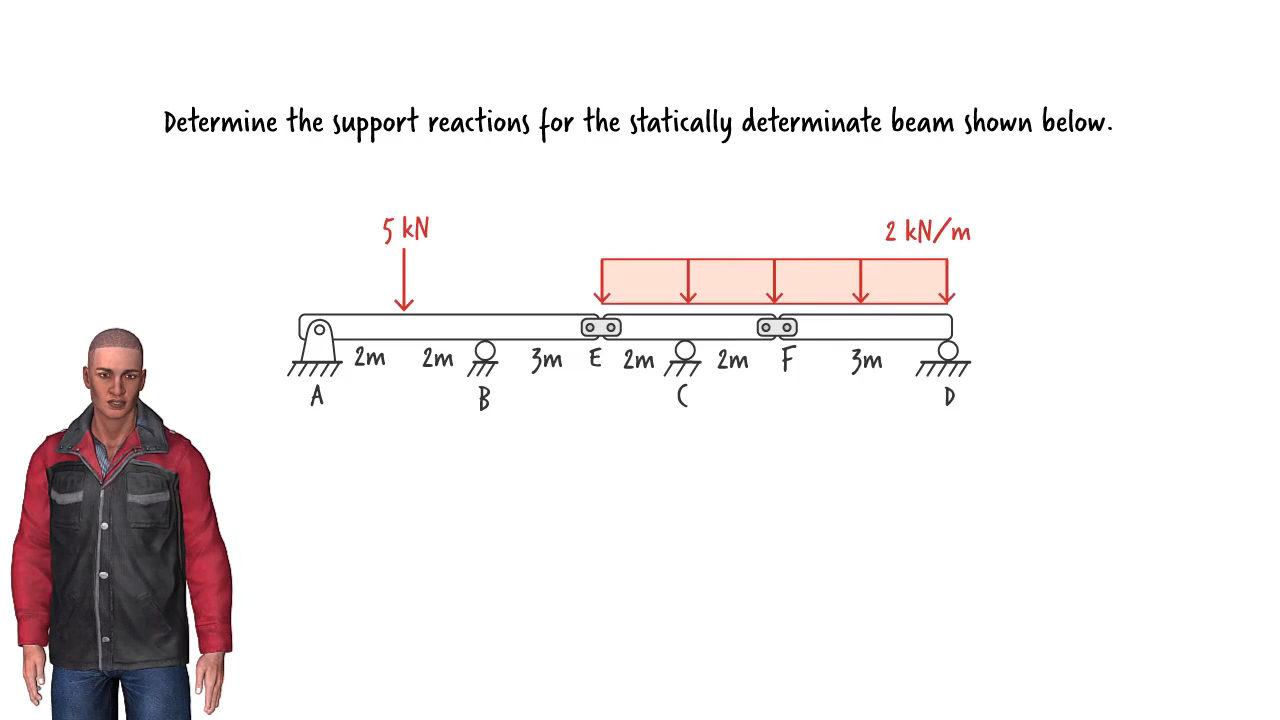 Determine the support reactions for the statically determinate beam shown below.
5 kN
2 kN/m
2m 2m 3m E 2m 2m F 3m
A B C D